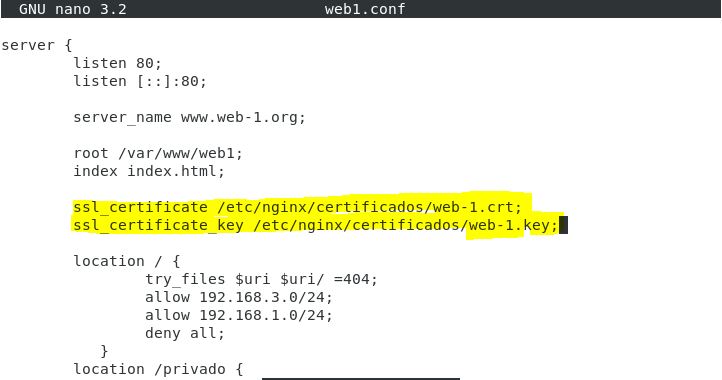 GNU nano 3.2 web1.conf
server {
listen 80;
listen [::]:80;
server_name www.web-1.org;
root /var/www/web1;
index index.html;
ssl_certificate /etc/nginx/certificados/web-1.crt;
ssl_certificate_key /etc/nginx/certificados/web-1.key;
location / {
try_files $uri $uri/ =404;
allow 192.168.3.0/24;
allow 192.168.1.0/24;
deny all;
}
location /privado {